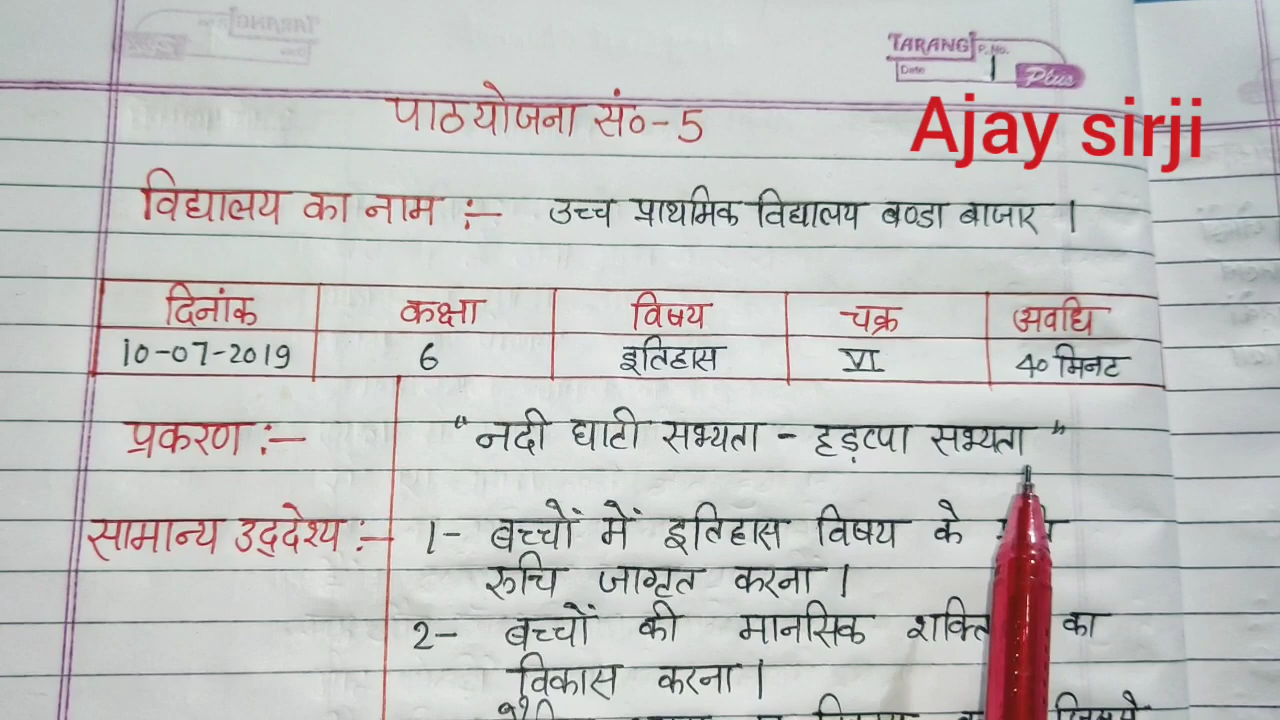 TARANG P.No. 1
Date Plus
Ajay sirji
पाठयोजना सं०-5
विद्यालय का नाम :- उच्च प्राथमिक विद्यालय बण्डा बाजार ।
दिनांक कक्षा विषय चक्र अवधि
10-07-2019 6 इतिहास VI 40 मिनट
प्रकरण :- "नदी घाटी सभ्यता - हड़प्पा सभ्यता"
सामान्य उद्देश्य :- 1- बच्चों में इतिहास विषय के
रुचि जागृत करना ।
2- बच्चों की मानसिक शक्ति का
विकास करना ।